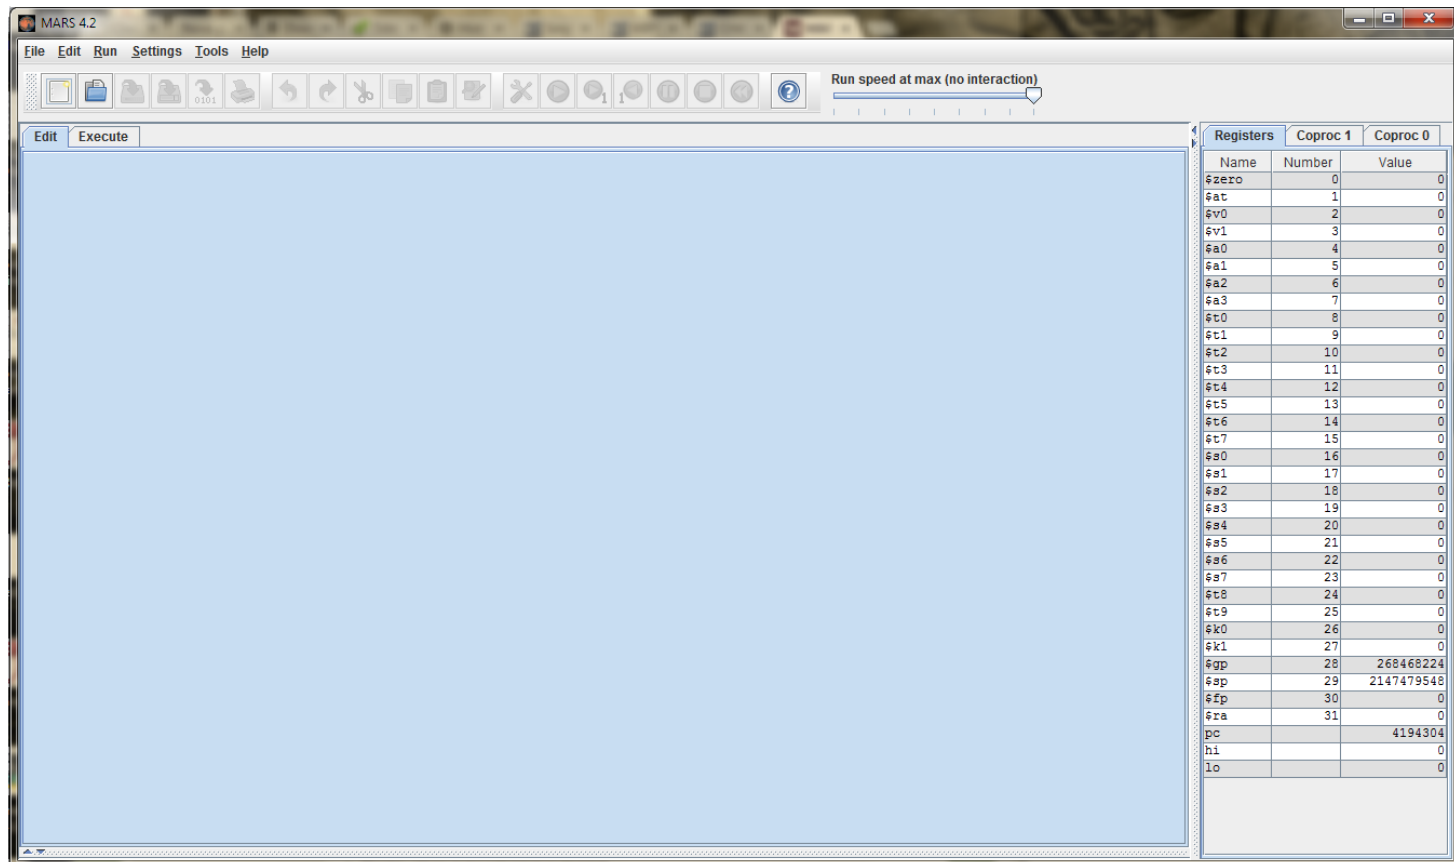 MARS 4.2
File Edit Run Settings Tools Help
Run speed at max (no interaction)
0101
1
1
Edit Execute
Registers Coproc 1 Coproc 0
Name Number Value
$zero 0 0
$at 1 0
$v0 2 0
$v1 3 0
$a0 4 0
$a1 5 0
$a2 6 0
$a3 7 0
$t0 8 0
$t1 9 0
$t2 10 0
$t3 11 0
$t4 12 0
$t5 13 0
$t6 14 0
$t7 15 0
$s0 16 0
$s1 17 0
$s2 18 0
$s3 19 0
$s4 20 0
$s5 21 0
$s6 22 0
$s7 23 0
$t8 24 0
$t9 25 0
$k0 26 0
$k1 27 0
$gp 28 268468224
$sp 29 2147479548
$fp 30 0
$ra 31 0
pc 4194304
hi 0
lo 0